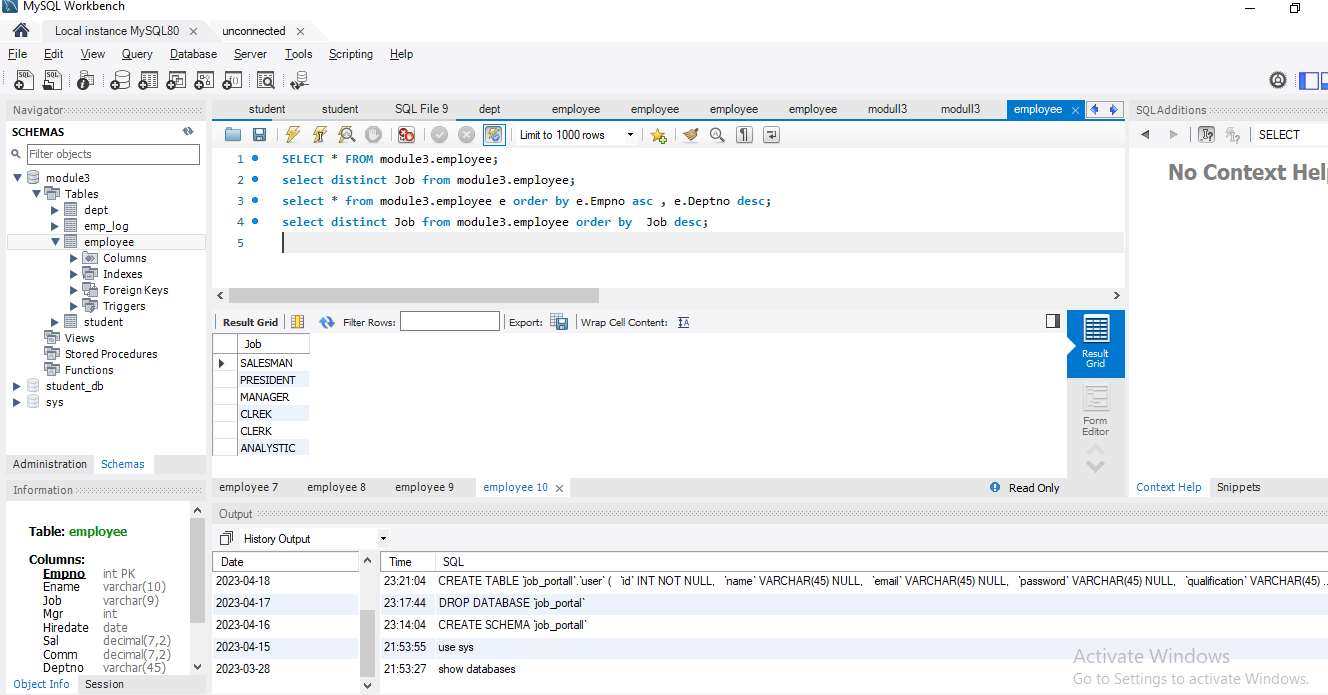 MySQL Workbench
Local instance MySQL80 ×
unconnected ×
File Edit View Query Database Server Tools Scripting Help
Navigator:
SCHEMAS
Filter objects
module3
Tables
dept
emp_log
employee
Columns
Indexes
Foreign Keys
Triggers
student
Views
Stored Procedures
Functions
student_db
sys
Administration Schemas
Information
Table: employee
Columns:
Empno int PK
Ename varchar(10)
Job varchar(9)
Mgr int
Hiredate date
Sal decimal(7,2)
Comm decimal(7,2)
Deptno varchar(45)
Object Info Session
student student SQL File 9 dept employee employee employee employee modull3 modull3 employee ×
Limit to 1000 rows
1 SELECT * FROM module3.employee;
2 select distinct Job from module3.employee;
3 select * from module3.employee e order by e.Empno asc , e.Deptno desc;
4 select distinct Job from module3.employee order by  Job desc;
5
Result Grid Filter Rows: Export: Wrap Cell Content:
Job
SALESMAN
PRESIDENT
MANAGER
CLREK
CLERK
ANALYSTIC
Result
Grid
Form
Editor
employee 7 employee 8 employee 9 employee 10 × Read Only
SQLAdditions
SELECT
No Context Hel
Context Help Snippets
Output
History Output
Date
2023-04-18
2023-04-17
2023-04-16
2023-04-15
2023-03-28
Time SQL
23:21:04 CREATE TABLE `job_portall`.`user` ( `id` INT NOT NULL, `name` VARCHAR(45) NULL, `email` VARCHAR(45) NULL, `password` VARCHAR(45) NULL, `qualification` VARCHAR(45) ...
23:17:44 DROP DATABASE `job_portal`
23:14:04 CREATE SCHEMA `job_portall`
21:53:55 use sys
21:53:27 show databases
Activate Windows
Go to Settings to activate Windows.